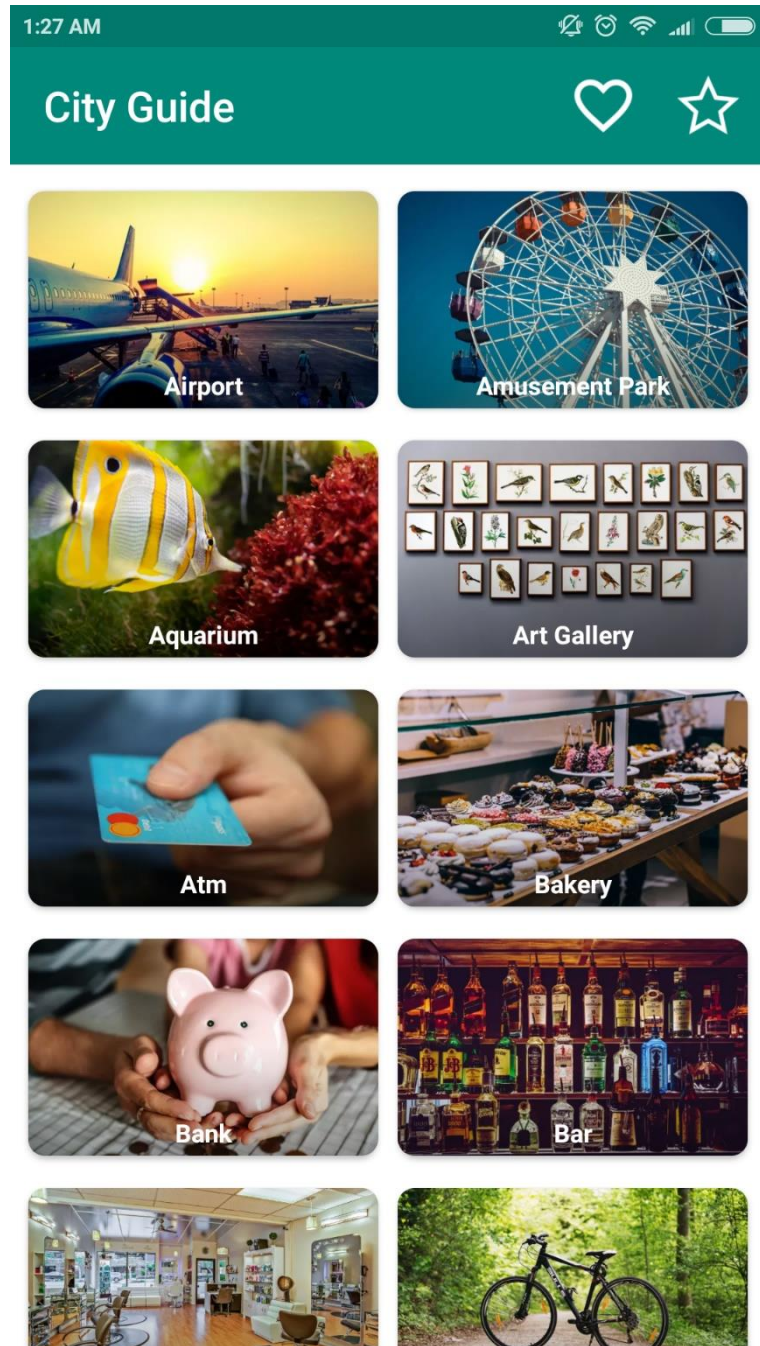 1:27 AM
City Guide
Airport
Amusement Park
Aquarium
Art Gallery
Atm
Bakery
Bank
Bar
J&B
J&B